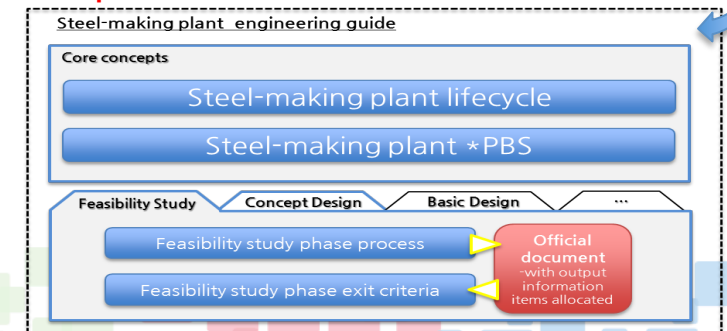 Steel-making plant engineering guide
Core concepts
Steel-making plant lifecycle
Steel-making plant *PBS
Feasibility Study
Concept Design
Basic Design
...
Feasibility study phase process
Feasibility study phase exit criteria
Official
document
-with output
information
items allocated